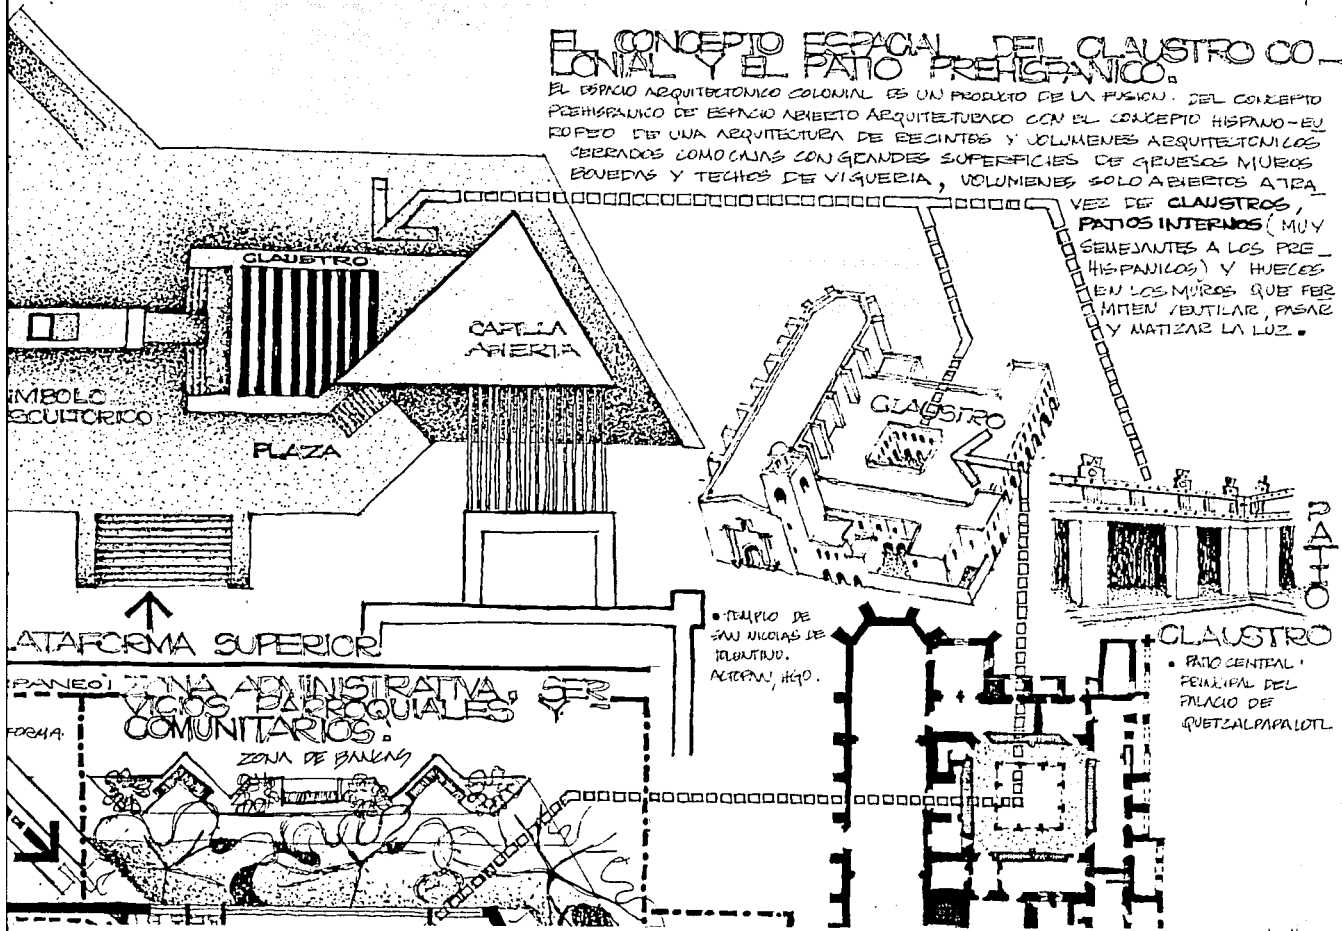 EL CONCEPTO ESPACIAL DEL CLAUSTRO CO_
LONIAL Y EL PATIO PREHISPANICO.
EL ESPACIO ARQUITECTONICO COLONIAL ES UN PRODUCTO DE LA FUSION. DEL CONCEPTO
PREHISPANICO DE ESPACIO ABIERTO ARQUITECTURADO CON EL CONCEPTO HISPANO-EU
ROPEO DE UNA ARQUITECTURA DE RECINTOS Y VOLUMENES ARQUITECTONICOS
CERRADOS COMO CAJAS CON GRANDES SUPERFICIES DE GRUESOS MUROS
BOVEDAS Y TECHOS DE VIGUERIA, VOLUMENES SOLO ABIERTOS ATRA_
VEZ DE CLAUSTROS,
PATIOS INTERNOS (MUY
SEMEJANTES A LOS PRE_
HISPANICOS) Y HUECOS
EN LOS MUROS QUE PER
MITEN VENTILAR, PASAR
Y MATIZAR LA LUZ.
CLAUSTRO
CAPILLA
ABIERTA
IMBOLO
ESCULTORICO
PLAZA
CLAUSTRO
PATIO
CLAUSTRO
• PATIO CENTRAL.
PRINCIPAL DEL
PALACIO DE
QUETZALPAPALOTL
• TEMPLO DE
SAN NICOLAS DE
TOLENTINO.
ACTOPAN, HGO.
LATAFORMA SUPERIOR
(PANEO)
ZONA ADMINISTRATIVA, SER
VICIOS PARROQUIALES Y
COMUNITARIOS.
FORMA.
ZONA DE BANCAS